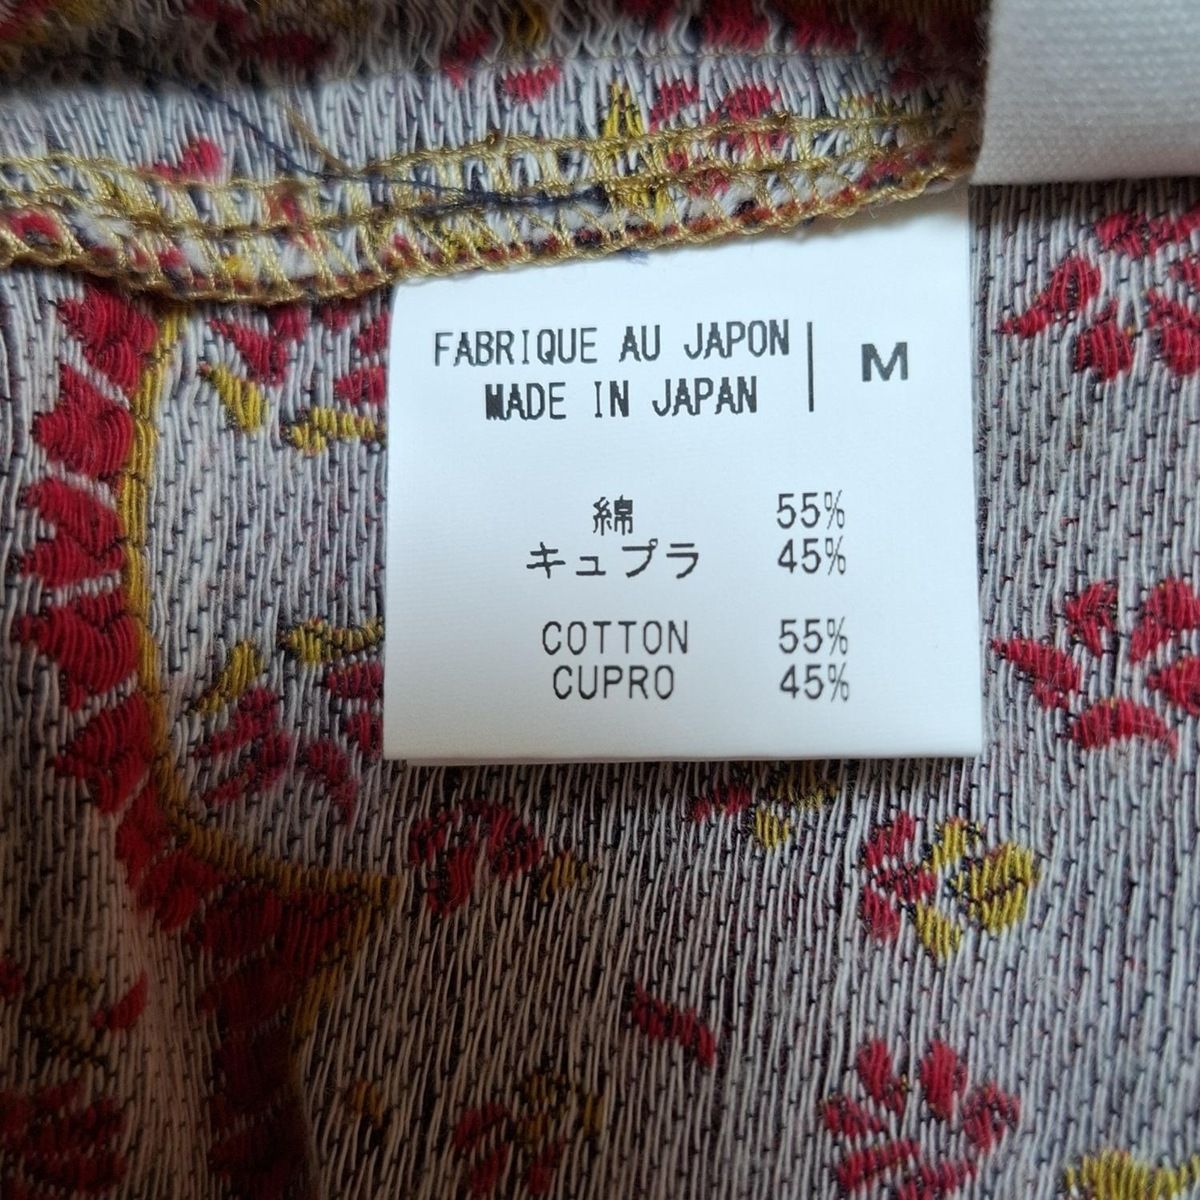 FABRIQUE AU JAPON
MADE IN JAPAN
M
綿 55%
キュプラ 45%
COTTON 55%
CUPRO 45%